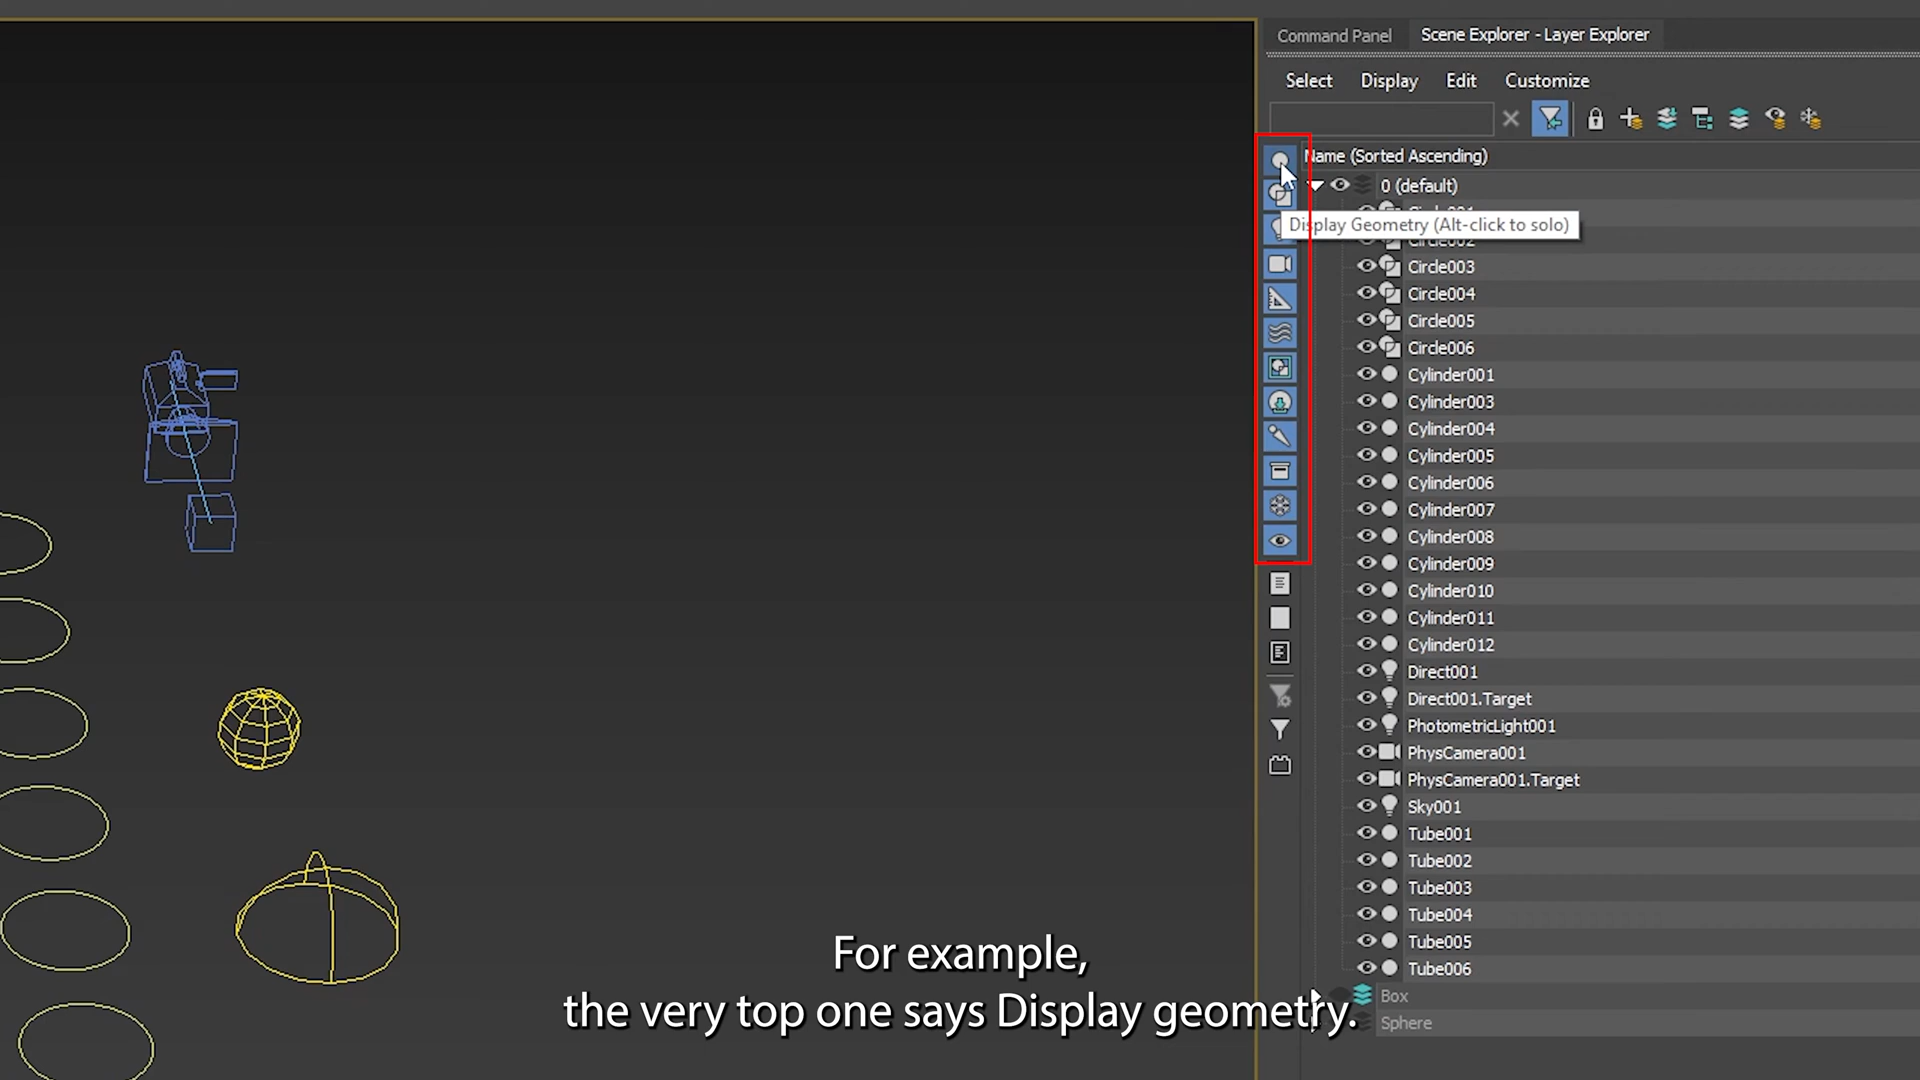 Command Panel
Scene Explorer - Layer Explorer
Select
Display
Edit
Customize
Name (Sorted Ascending)
0 (default)
Display Geometry (Alt-click to solo)
Circle002
Circle003
Circle004
Circle005
Circle006
Cylinder001
Cylinder003
Cylinder004
Cylinder005
Cylinder006
Cylinder007
Cylinder008
Cylinder009
Cylinder010
Cylinder011
Cylinder012
Direct001
Direct001.Target
PhotometricLight001
PhysCamera001
PhysCamera001.Target
Sky001
Tube001
Tube002
Tube003
Tube004
Tube005
Tube006
Box
Sphere
For example,
the very top one says Display geometry.